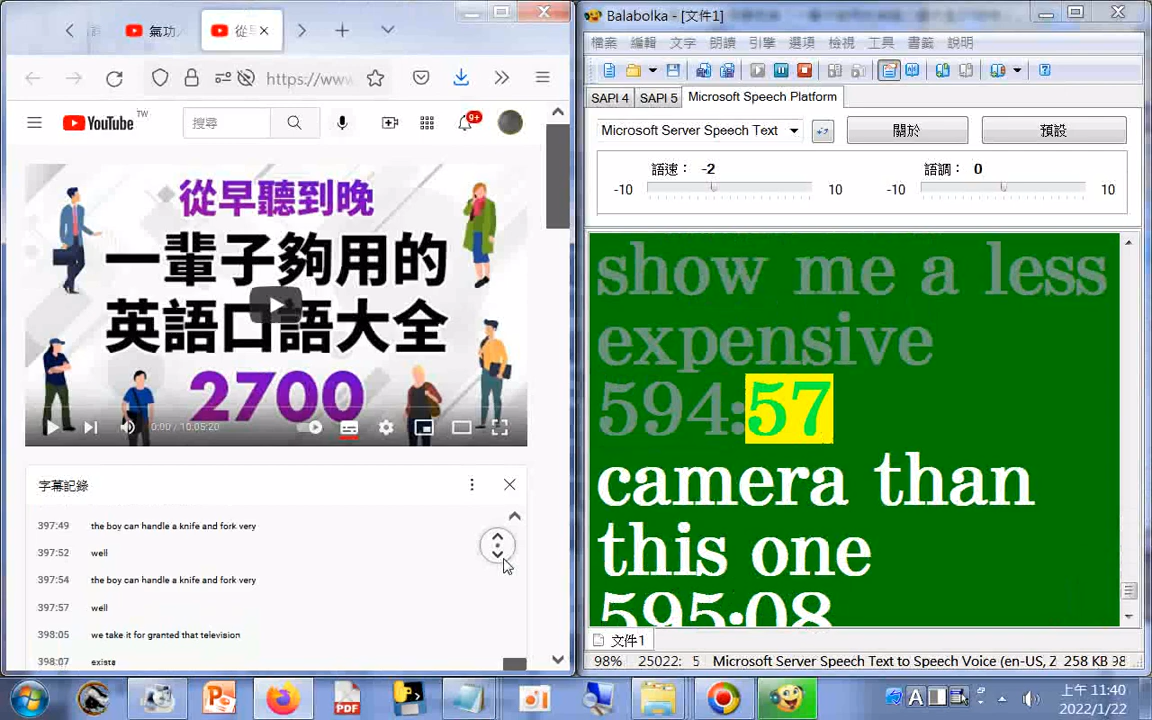 氣功
從
https://www
YouTube TW
搜尋
9+
從早聽到晚
一輩子夠用的
英語口語大全
2700
0:00 / 10:05:20
字幕記錄
397:49 the boy can handle a knife and fork very
397:52 well
397:54 the boy can handle a knife and fork very
397:57 well
398:05 we take it for granted that television
398:07 exists
Balabolka - [文件1]
檔案 編輯 文字 朗讀 引擎 選項 檢視 工具 書籤 說明
SAPI 4 SAPI 5 Microsoft Speech Platform
Microsoft Server Speech Text 關於 預設
語速： -2 語調： 0
-10 10 -10 10
show me a less
expensive
594:57
camera than
this one
595:08
文件1
98% 25022: 5 Microsoft Server Speech Text to Speech Voice (en-US, Z 258 KB 98
PDF
A
上午 11:40
2022/1/22